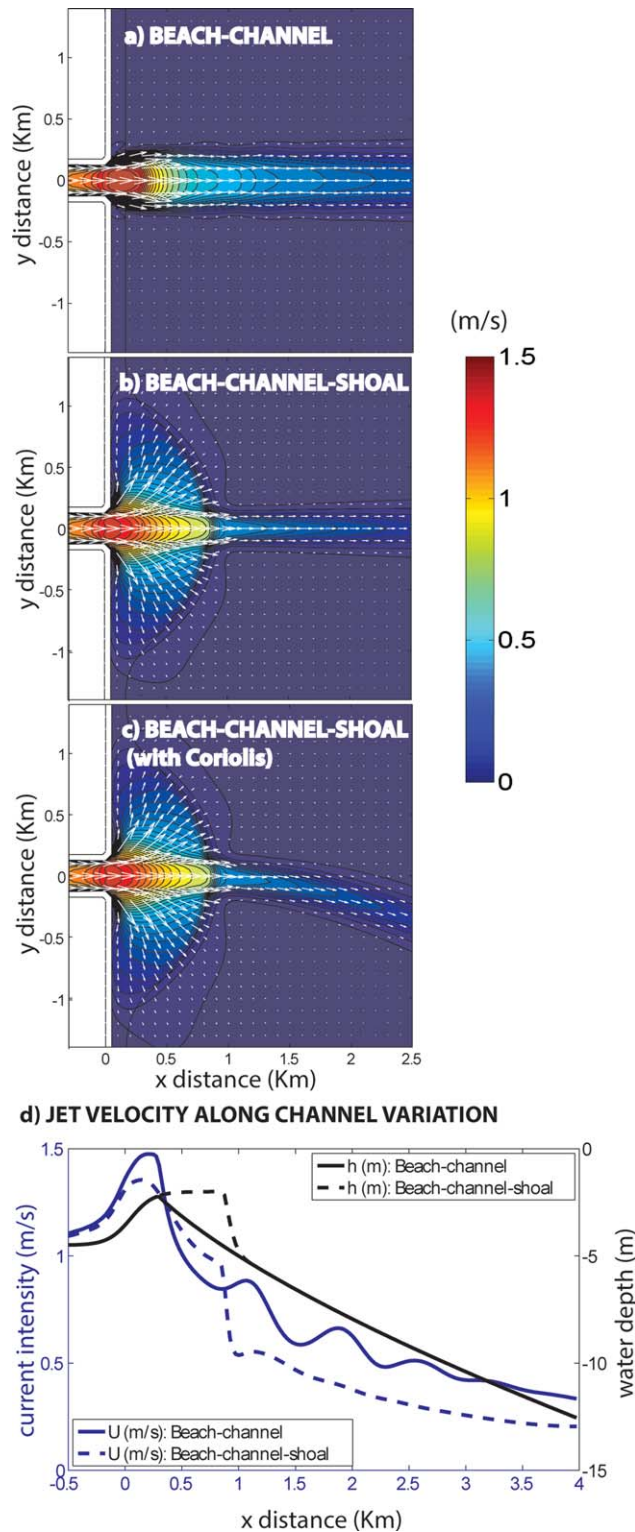 a) BEACH-CHANNEL
y distance (Km)
1
0.5
0
-0.5
-1
(m/s)
1.5
1
0.5
0
b) BEACH-CHANNEL-SHOAL
y distance (Km)
1
0.5
0
-0.5
-1
c) BEACH-CHANNEL-SHOAL
(with Coriolis)
y distance (Km)
1
0.5
0
-0.5
-1
0 0.5 1 1.5 2 2.5
x distance (Km)
d) JET VELOCITY ALONG CHANNEL VARIATION
current intensity (m/s)
1.5
1
0.5
0
h (m): Beach-channel
h (m): Beach-channel-shoal
U (m/s): Beach-channel
U (m/s): Beach-channel-shoal
0
-5
-10
-15
water depth (m)
-0.5 0 0.5 1 1.5 2 2.5 3 3.5 4
x distance (Km)